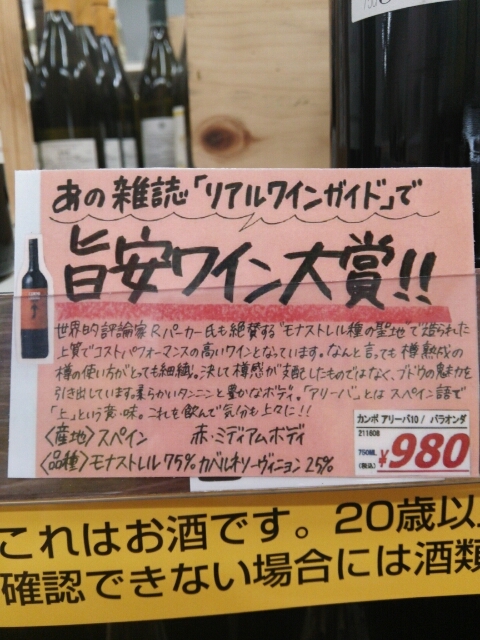 あの雑誌「リアルワインガイド」で
旨安ワイン大賞!!
世界的評論家Rパーカー氏も絶賛する"モナストレル種の聖地"で造られた
上質でコストパフォーマンスの高いワインとなっています。なんと言っても樽熟成の
樽の使い方がとっても細繊。決して樽感が支配したものではなく、ブドウの魅力を
引き出しています。柔らかいタンニンと豊かなボディ。「アリーバ」とはスペイン語で
「上」という意味。これを飲んで気分も上々に!!
〈産地〉スペイン 赤・ミディアムボディ
〈品種〉モナストレル75% カベルネソーヴィニヨン25%
カンポ アリーバ10 / バラオンダ
211608
750ML
(税込)
¥980
これはお酒です。20歳以
確認できない場合には酒類